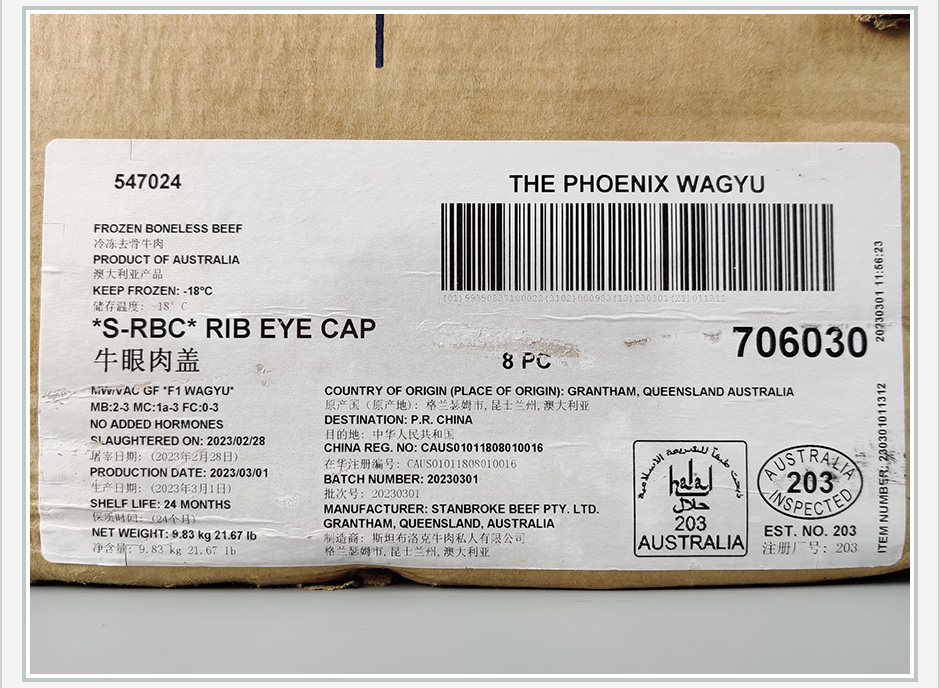 547024
THE PHOENIX WAGYU
(01)99350337100022(3102)000983(13)230301(21)011312
FROZEN BONELESS BEEF
冷冻去骨牛肉
PRODUCT OF AUSTRALIA
澳大利亚产品
KEEP FROZEN: -18°C
储存温度: -18° C
*S-RBC* RIB EYE CAP
牛眼肉盖
8 PC
706030
MW/VAC GF *F1 WAGYU*
MB:2-3 MC:1a-3 FC:0-3
NO ADDED HORMONES
SLAUGHTERED ON: 2023/02/28
屠宰日期: (2023年2月28日)
PRODUCTION DATE: 2023/03/01
生产日期: (2023年3月1日)
SHELF LIFE: 24 MONTHS
保质时间: (24个月)
NET WEIGHT: 9.83 kg 21.67 lb
净含量: 9.83 kg 21.67 lb
COUNTRY OF ORIGIN (PLACE OF ORIGIN): GRANTHAM, QUEENSLAND AUSTRALIA
原产国 (原产地): 格兰瑟姆市,昆士兰州,澳大利亚
DESTINATION: P.R. CHINA
目的地: 中华人民共和国
CHINA REG. NO: CAUS01011808010016
在华注册编号: CAUS01011808010016
BATCH NUMBER: 20230301
批次号: 20230301
MANUFACTURER: STANBROKE BEEF PTY. LTD.
GRANTHAM, QUEENSLAND, AUSTRALIA
制造商: 斯坦布洛克牛肉私人有限公司
格兰瑟姆市,昆士兰州,澳大利亚
halal
حلال
203
AUSTRALIA
AUSTRALIA
203
INSPECTED
EST. NO. 203
注册厂号: 203
20230301 11:56:23
ITEM NUMBER: 230301011312